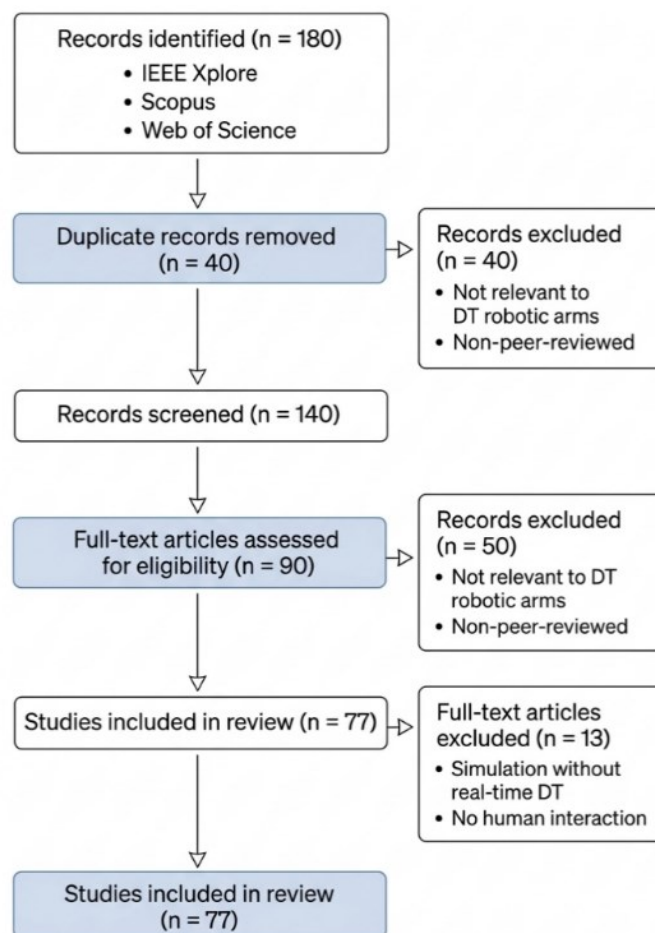 Records identified (n = 180)
• IEEE Xplore
• Scopus
• Web of Science
Duplicate records removed
(n = 40)
Records excluded
(n = 40)
• Not relevant to
DT robotic arms
• Non-peer-reviewed
Records screened (n = 140)
Full-text articles assessed
for eligibility (n = 90)
Records excluded
(n = 50)
• Not relevant to DT
robotic arms
• Non-peer-reviewed
Studies included in review (n = 77)
Full-text articles
excluded (n = 13)
• Simulation without
real-time DT
• No human interaction
Studies included in review
(n = 77)